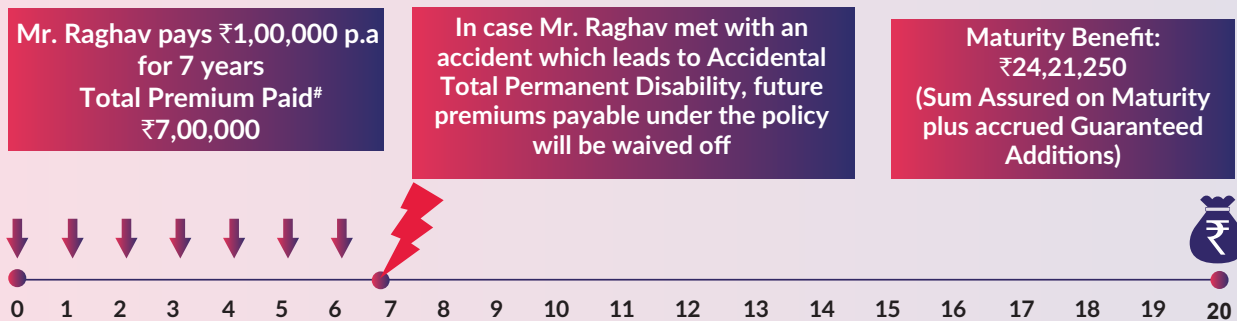 Mr. Raghav pays ₹1,00,000 p.a
for 7 years
Total Premium Paid#
₹7,00,000
In case Mr. Raghav met with an
accident which leads to Accidental
Total Permanent Disability, future
premiums payable under the policy
will be waived off
Maturity Benefit:
₹24,21,250
(Sum Assured on Maturity
plus accrued Guaranteed
Additions)
₹
0 1 2 3 4 5 6 7 8 9 10 11 12 13 14 15 16 17 18 19 20